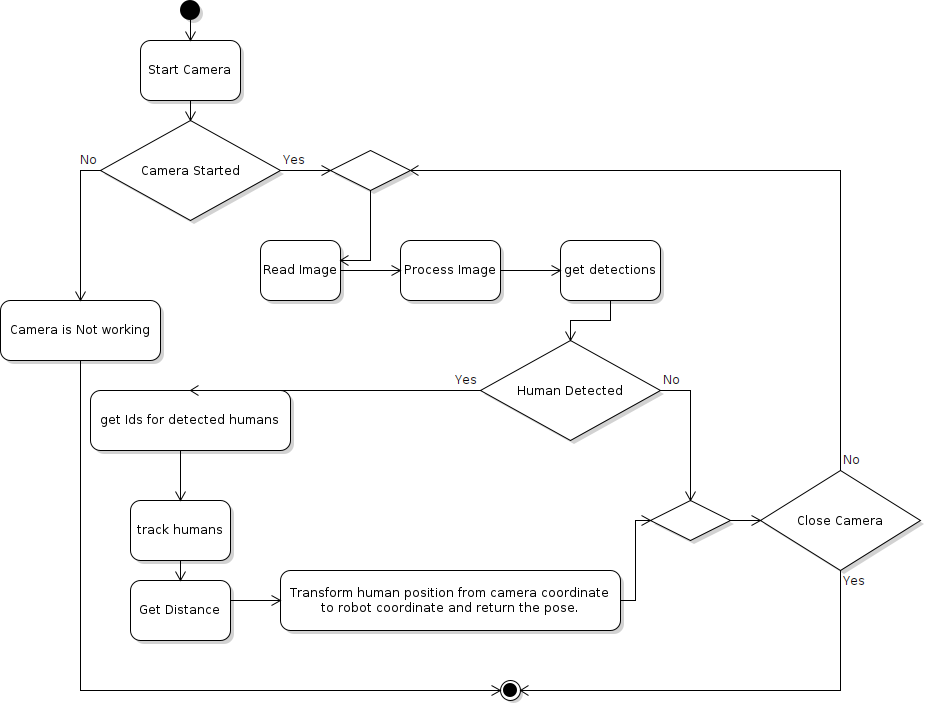 Start Camera
No
Camera Started
Yes
Read Image
Process Image
get detections
Camera is Not working
Yes
Human Detected
No
get Ids for detected humans
No
Close Camera
Yes
track humans
Get Distance
Transform human position from camera coordinate
to robot coordinate and return the pose.